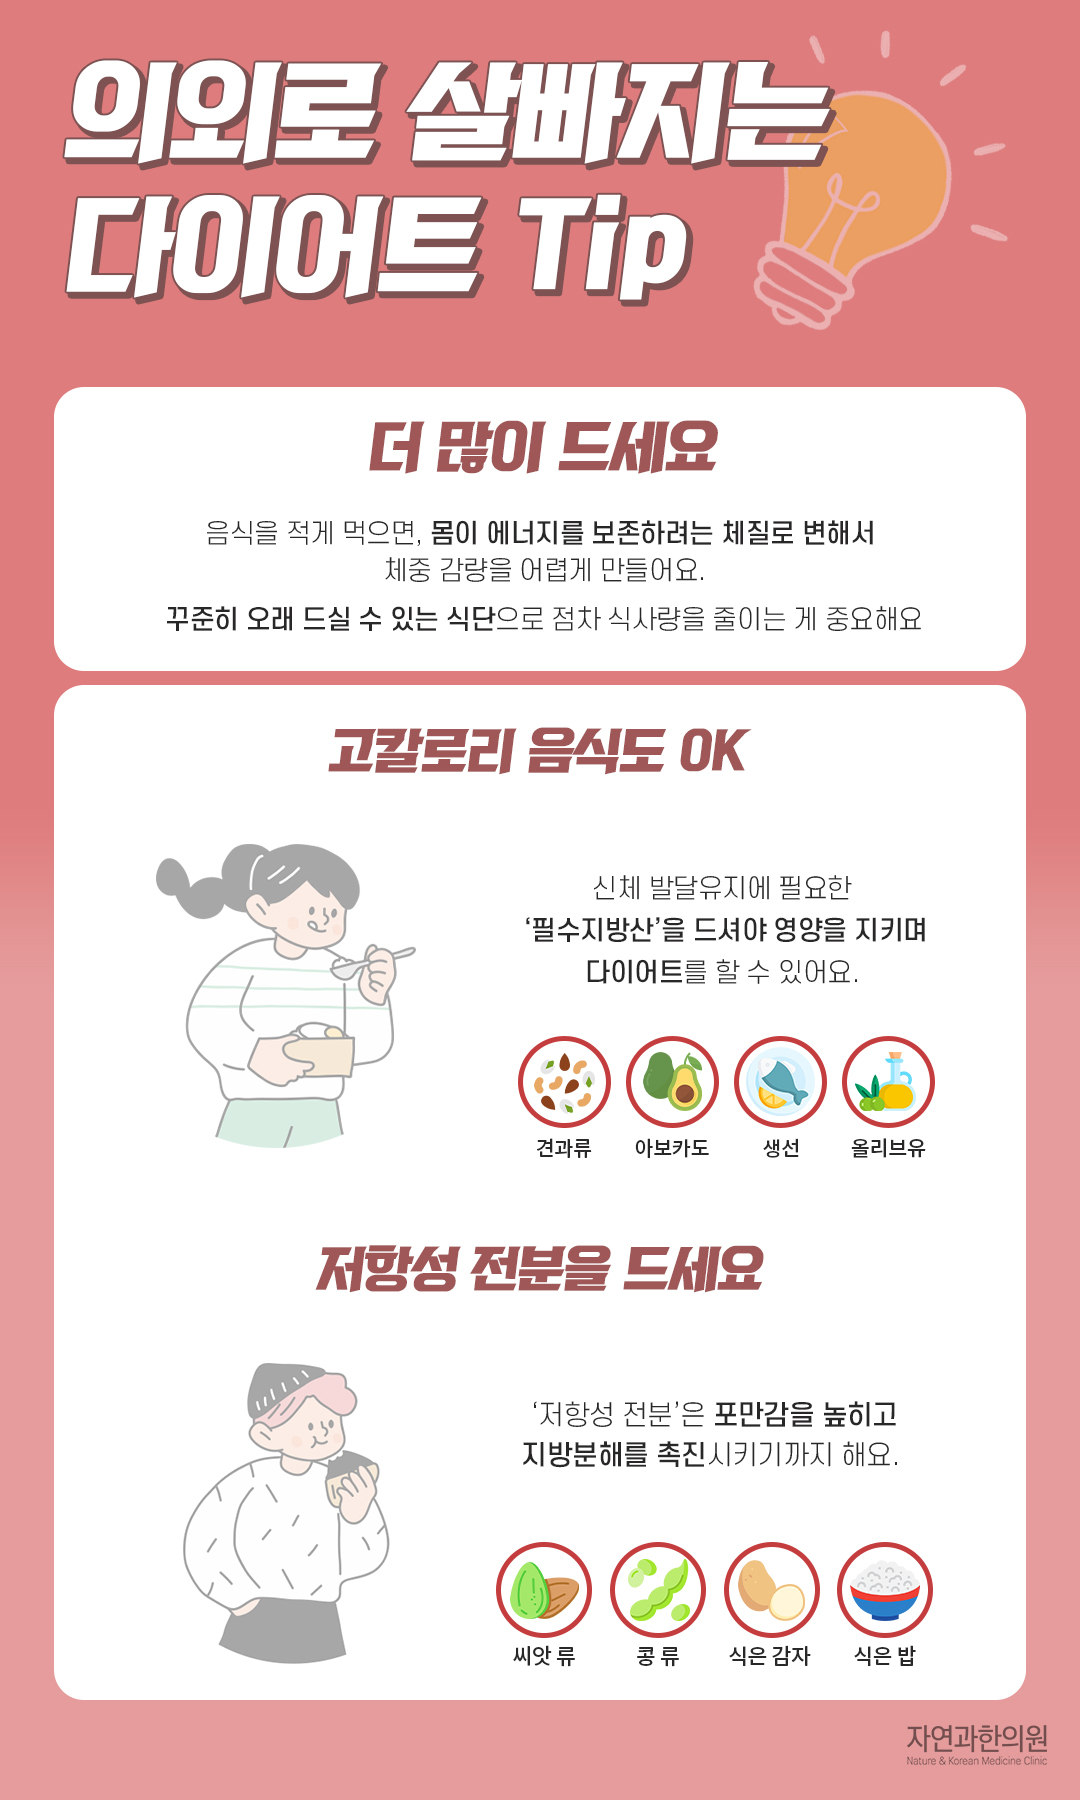 의외로 살빠지는
다이어트 Tip
더 많이 드세요
음식을 적게 먹으면, 몸이 에너지를 보존하려는 체질로 변해서
체중 감량을 어렵게 만들어요.
꾸준히 오래 드실 수 있는 식단으로 점차 식사량을 줄이는 게 중요해요
고칼로리 음식도 OK
신체 발달유지에 필요한
‘필수지방산’을 드셔야 영양을 지키며
다이어트를 할 수 있어요.
견과류 아보카도 생선 올리브유
저항성 전분을 드세요
‘저항성 전분’은 포만감을 높히고
지방분해를 촉진시키기까지 해요.
씨앗 류 콩 류 식은 감자 식은 밥
자연과한의원
Nature & Korean Medicine Clinic